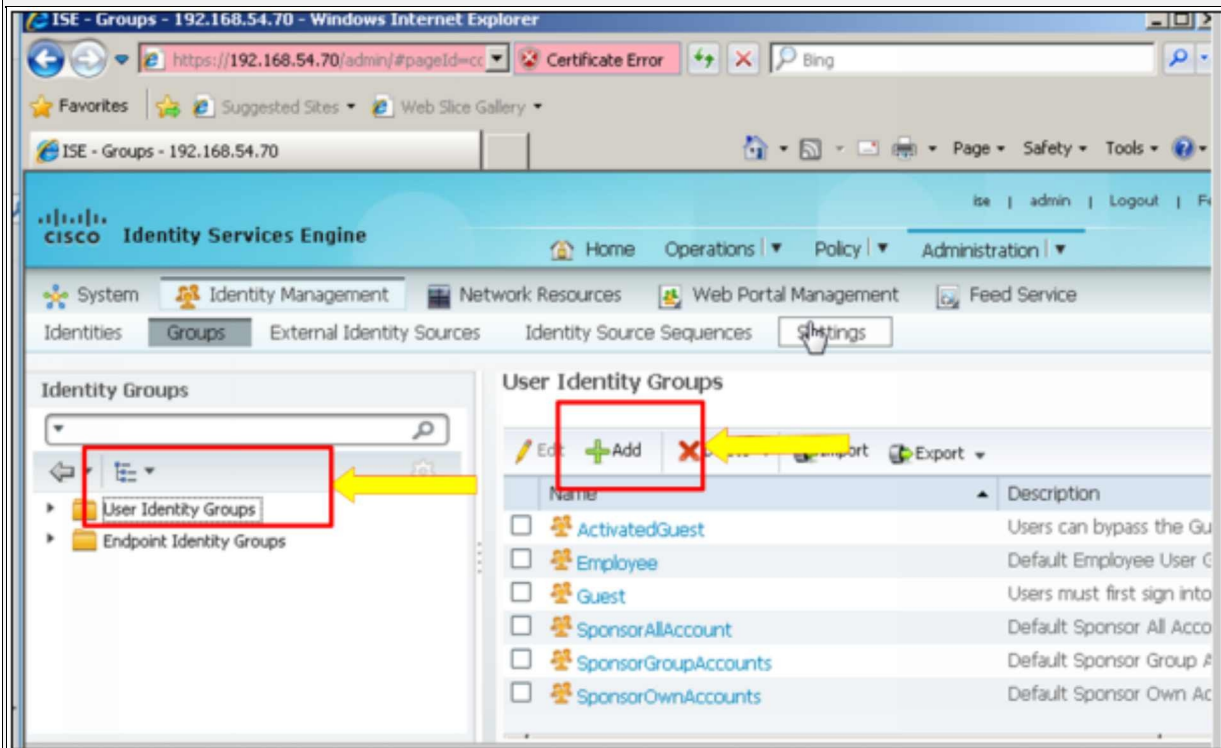 ISE - Groups - 192.168.54.70 - Windows Internet Explorer
https://192.168.54.70/admin/#pageId=cc Certificate Error Bing
Favorites Suggested Sites Web Slice Gallery
ISE - Groups - 192.168.54.70 Page Safety Tools
ise | admin | Logout | Fe
CISCO Identity Services Engine
Home Operations Policy Administration
System Identity Management Network Resources Web Portal Management Feed Service
Identities Groups External Identity Sources Identity Source Sequences
Identity Groups
User Identity Groups
Edit Add Export
Name Description
User Identity Groups
Endpoint Identity Groups
ActivatedGuest Users can bypass the Gu
Employee Default Employee User G
Guest Users must first sign into
SponsorAllAccount Default Sponsor All Acco
SponsorGroupAccounts Default Sponsor Group A
SponsorOwnAccounts Default Sponsor Own Ac